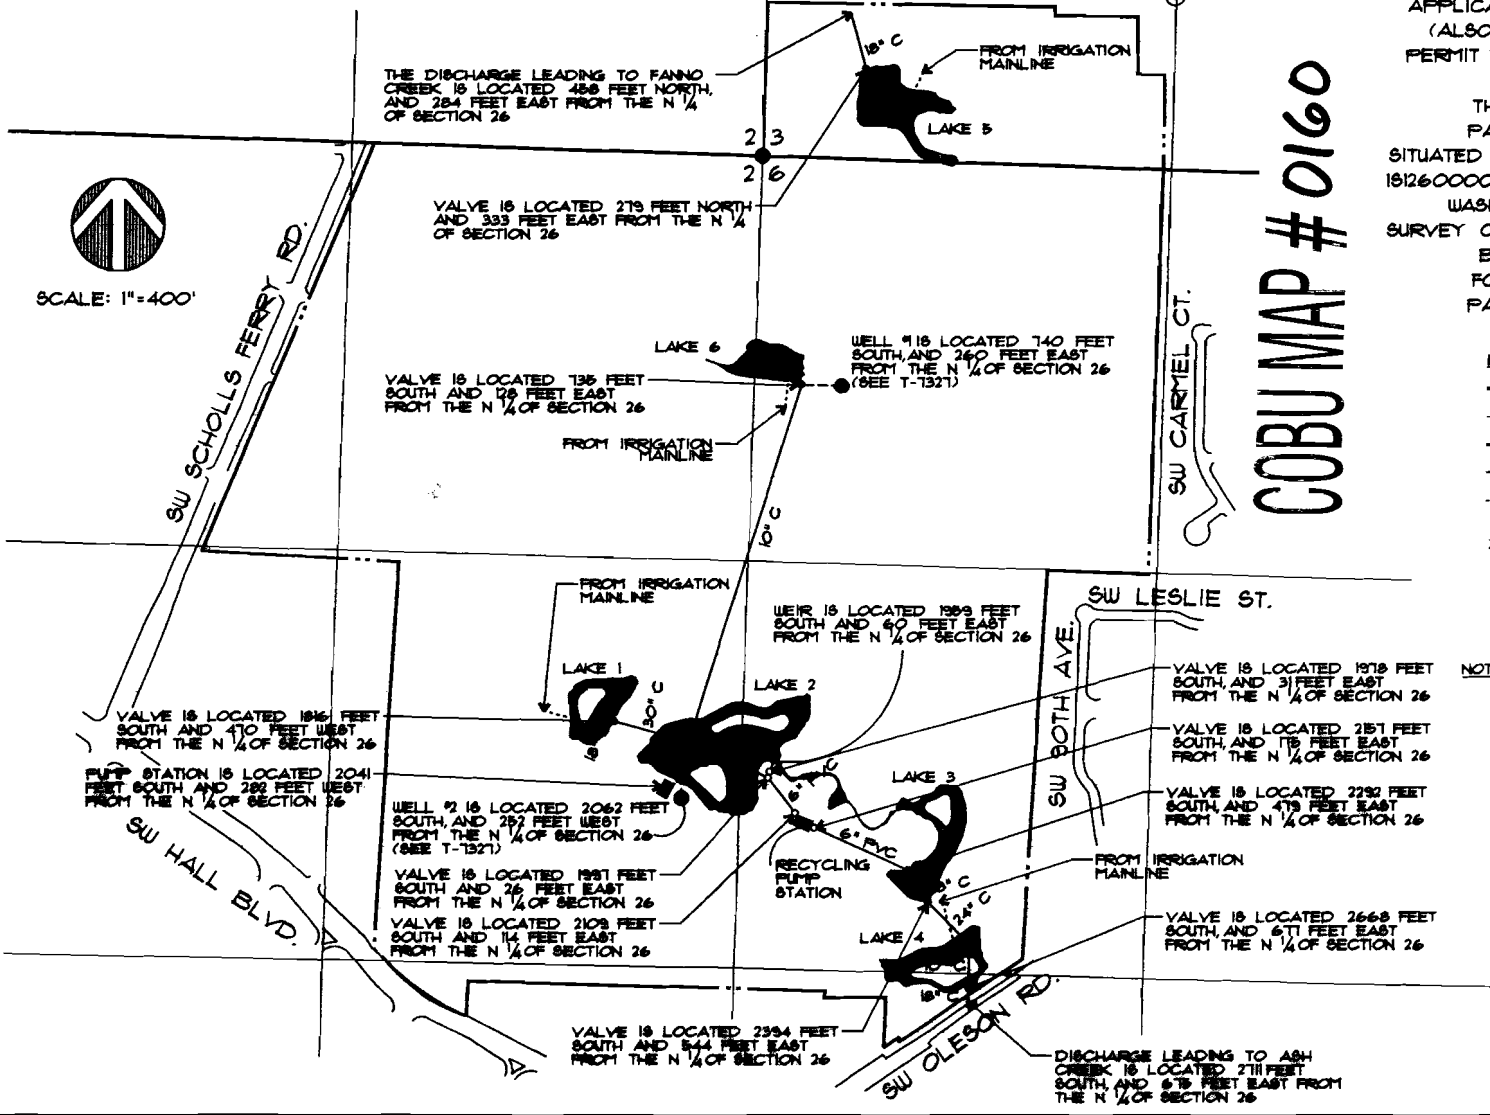 THE DISCHARGE LEADING TO FANNO
CREEK IS LOCATED 458 FEET NORTH,
AND 284 FEET EAST FROM THE N 1/4
OF SECTION 26
18" C
FROM IRRIGATION
MAINLINE
LAKE 5
23
26
VALVE IS LOCATED 279 FEET NORTH
AND 333 FEET EAST FROM THE N 1/4
OF SECTION 26
SCALE: 1"=400'
SW SCHOLLS FERRY RD.
LAKE 6
WELL #1 IS LOCATED 740 FEET
SOUTH, AND 260 FEET EAST
FROM THE N 1/4 OF SECTION 26
(SEE T-7327)
VALVE IS LOCATED 735 FEET
SOUTH AND 128 FEET EAST
FROM THE N 1/4 OF SECTION 26
FROM IRRIGATION
MAINLINE
10" C
SW CARMEL CT.
COBU MAP # 0160
APPLICA
(ALSO
PERMIT
TH
PA
SITUATED
1S1260000
WASH
SURVEY O
FO
PA
FROM IRRIGATION
MAINLINE
WEIR IS LOCATED 1989 FEET
SOUTH AND 60 FEET EAST
FROM THE N 1/4 OF SECTION 26
SW LESLIE ST.
SW 80TH AVE.
LAKE 1
30" C
18
LAKE 2
VALVE IS LOCATED 1978 FEET
SOUTH, AND 31 FEET EAST
FROM THE N 1/4 OF SECTION 26
NOT
VALVE IS LOCATED 1816 FEET
SOUTH AND 470 FEET WEST
FROM THE N 1/4 OF SECTION 26
VALVE IS LOCATED 2157 FEET
SOUTH, AND 175 FEET EAST
FROM THE N 1/4 OF SECTION 26
PUMP STATION IS LOCATED 2041
FEET SOUTH AND 282 FEET WEST
FROM THE N 1/4 OF SECTION 26
LAKE 3
VALVE IS LOCATED 2292 FEET
SOUTH, AND 479 FEET EAST
FROM THE N 1/4 OF SECTION 26
WELL #2 IS LOCATED 2062 FEET
SOUTH, AND 252 FEET WEST
FROM THE N 1/4 OF SECTION 26
(SEE T-7327)
6" PVC
RECYCLING
PUMP
STATION
FROM IRRIGATION
MAINLINE
SW HALL BLVD.
VALVE IS LOCATED 1997 FEET
SOUTH AND 26 FEET EAST
FROM THE N 1/4 OF SECTION 26
VALVE IS LOCATED 2109 FEET
SOUTH AND 114 FEET EAST
FROM THE N 1/4 OF SECTION 26
24" C
LAKE 4
18" C
VALVE IS LOCATED 2668 FEET
SOUTH, AND 677 FEET EAST
FROM THE N 1/4 OF SECTION 26
SW OLESON RD.
VALVE IS LOCATED 2394 FEET
SOUTH AND 544 FEET EAST
FROM THE N 1/4 OF SECTION 26
DISCHARGE LEADING TO ASH
CREEK IS LOCATED 2711 FEET
SOUTH, AND 675 FEET EAST FROM
THE N 1/4 OF SECTION 26